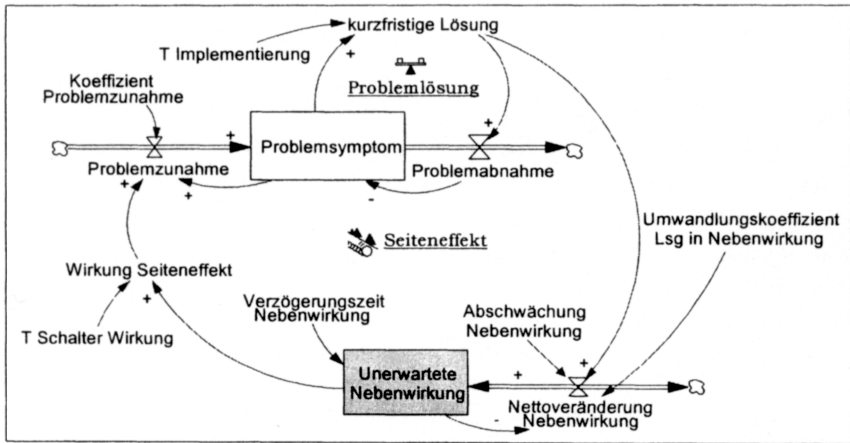 kurzfristige Lösung
T Implementierung
+
Koeffizient
Problemzunahme
Problemlösung
+
Problemsymptom
+
Problemzunahme
Problemabnahme
+
+
-
Umwandlungskoeffizient
Lsg in Nebenwirkung
Seiteneffekt
Wirkung Seiteneffekt
+
Verzögerungszeit
Nebenwirkung
Abschwächung
Nebenwirkung
T Schalter Wirkung
+
+
Unerwartete
Nebenwirkung
Nettoveränderung
Nebenwirkung
-